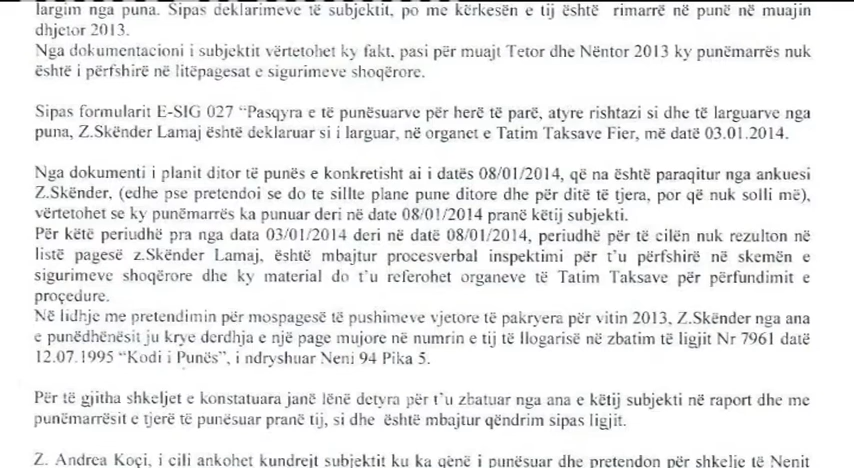 largim nga puna. Sipas deklarimeve të subjektit, po me kërkesën e tij është rimarrë në punë në muajin
dhjetor 2013.
Nga dokumentacioni i subjektit vërtetohet ky fakt, pasi për muajt Tetor dhe Nëntor 2013 ky punëmarrës nuk
është i përfshirë në litëpagesat e sigurimeve shoqërore.
Sipas formularit E-SIG 027 “Pasqyra e të punësuarve për herë të parë, atyre rishtazi si dhe të larguarve nga
puna, Z.Skënder Lamaj është deklaruar si i larguar, në organet e Tatim Taksave Fier, më datë 03.01.2014.
Nga dokumenti i planit ditor të punës e konkretisht ai i datës 08/01/2014, që na është paraqitur nga ankuesi
Z.Skënder, (edhe pse pretendoi se do te sillte plane pune ditore dhe për ditë të tjera, por që nuk solli më),
vërtetohet se ky punëmarrës ka punuar deri në date 08/01/2014 pranë këtij subjekti.
Për këtë periudhë pra nga data 03/01/2014 deri në datë 08/01/2014, periudhë për të cilën nuk rezulton në
listë pagesë z.Skënder Lamaj, është mbajtur procesverbal inspektimi për t’u përfshirë në skemën e
sigurimeve shoqërore dhe ky material do t’u referohet organeve të Tatim Taksave për përfundimit e
proçedure.
Në lidhje me pretendimin për mospagesë të pushimeve vjetore të pakryera për vitin 2013, Z.Skënder nga ana
e punëdhënësit ju krye derdhja e një page mujore në numrin e tij të llogarisë në zbatim të ligjit Nr 7961 datë
12.07.1995 “Kodi i Punës”, i ndryshuar Neni 94 Pika 5.
Për të gjitha shkeljet e konstatuara janë lënë detyra për t’u zbatuar nga ana e këtij subjekti në raport dhe me
punëmarrësit e tjerë të punësuar pranë tij, si dhe është mbajtur qëndrim sipas ligjit.
Z. Andrea Koçi, i cili ankohet kundrejt subjektit ku ka qënë i punësuar dhe pretendon për shkelje të Nenit